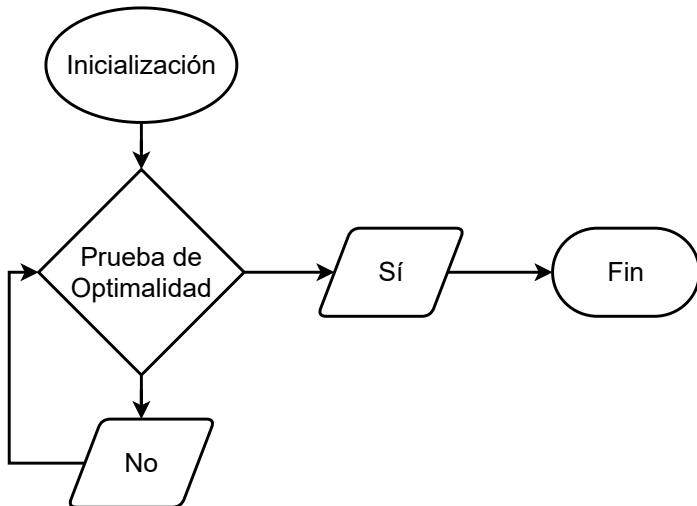 Inicialización
Prueba de
Optimalidad
Sí
Fin
No